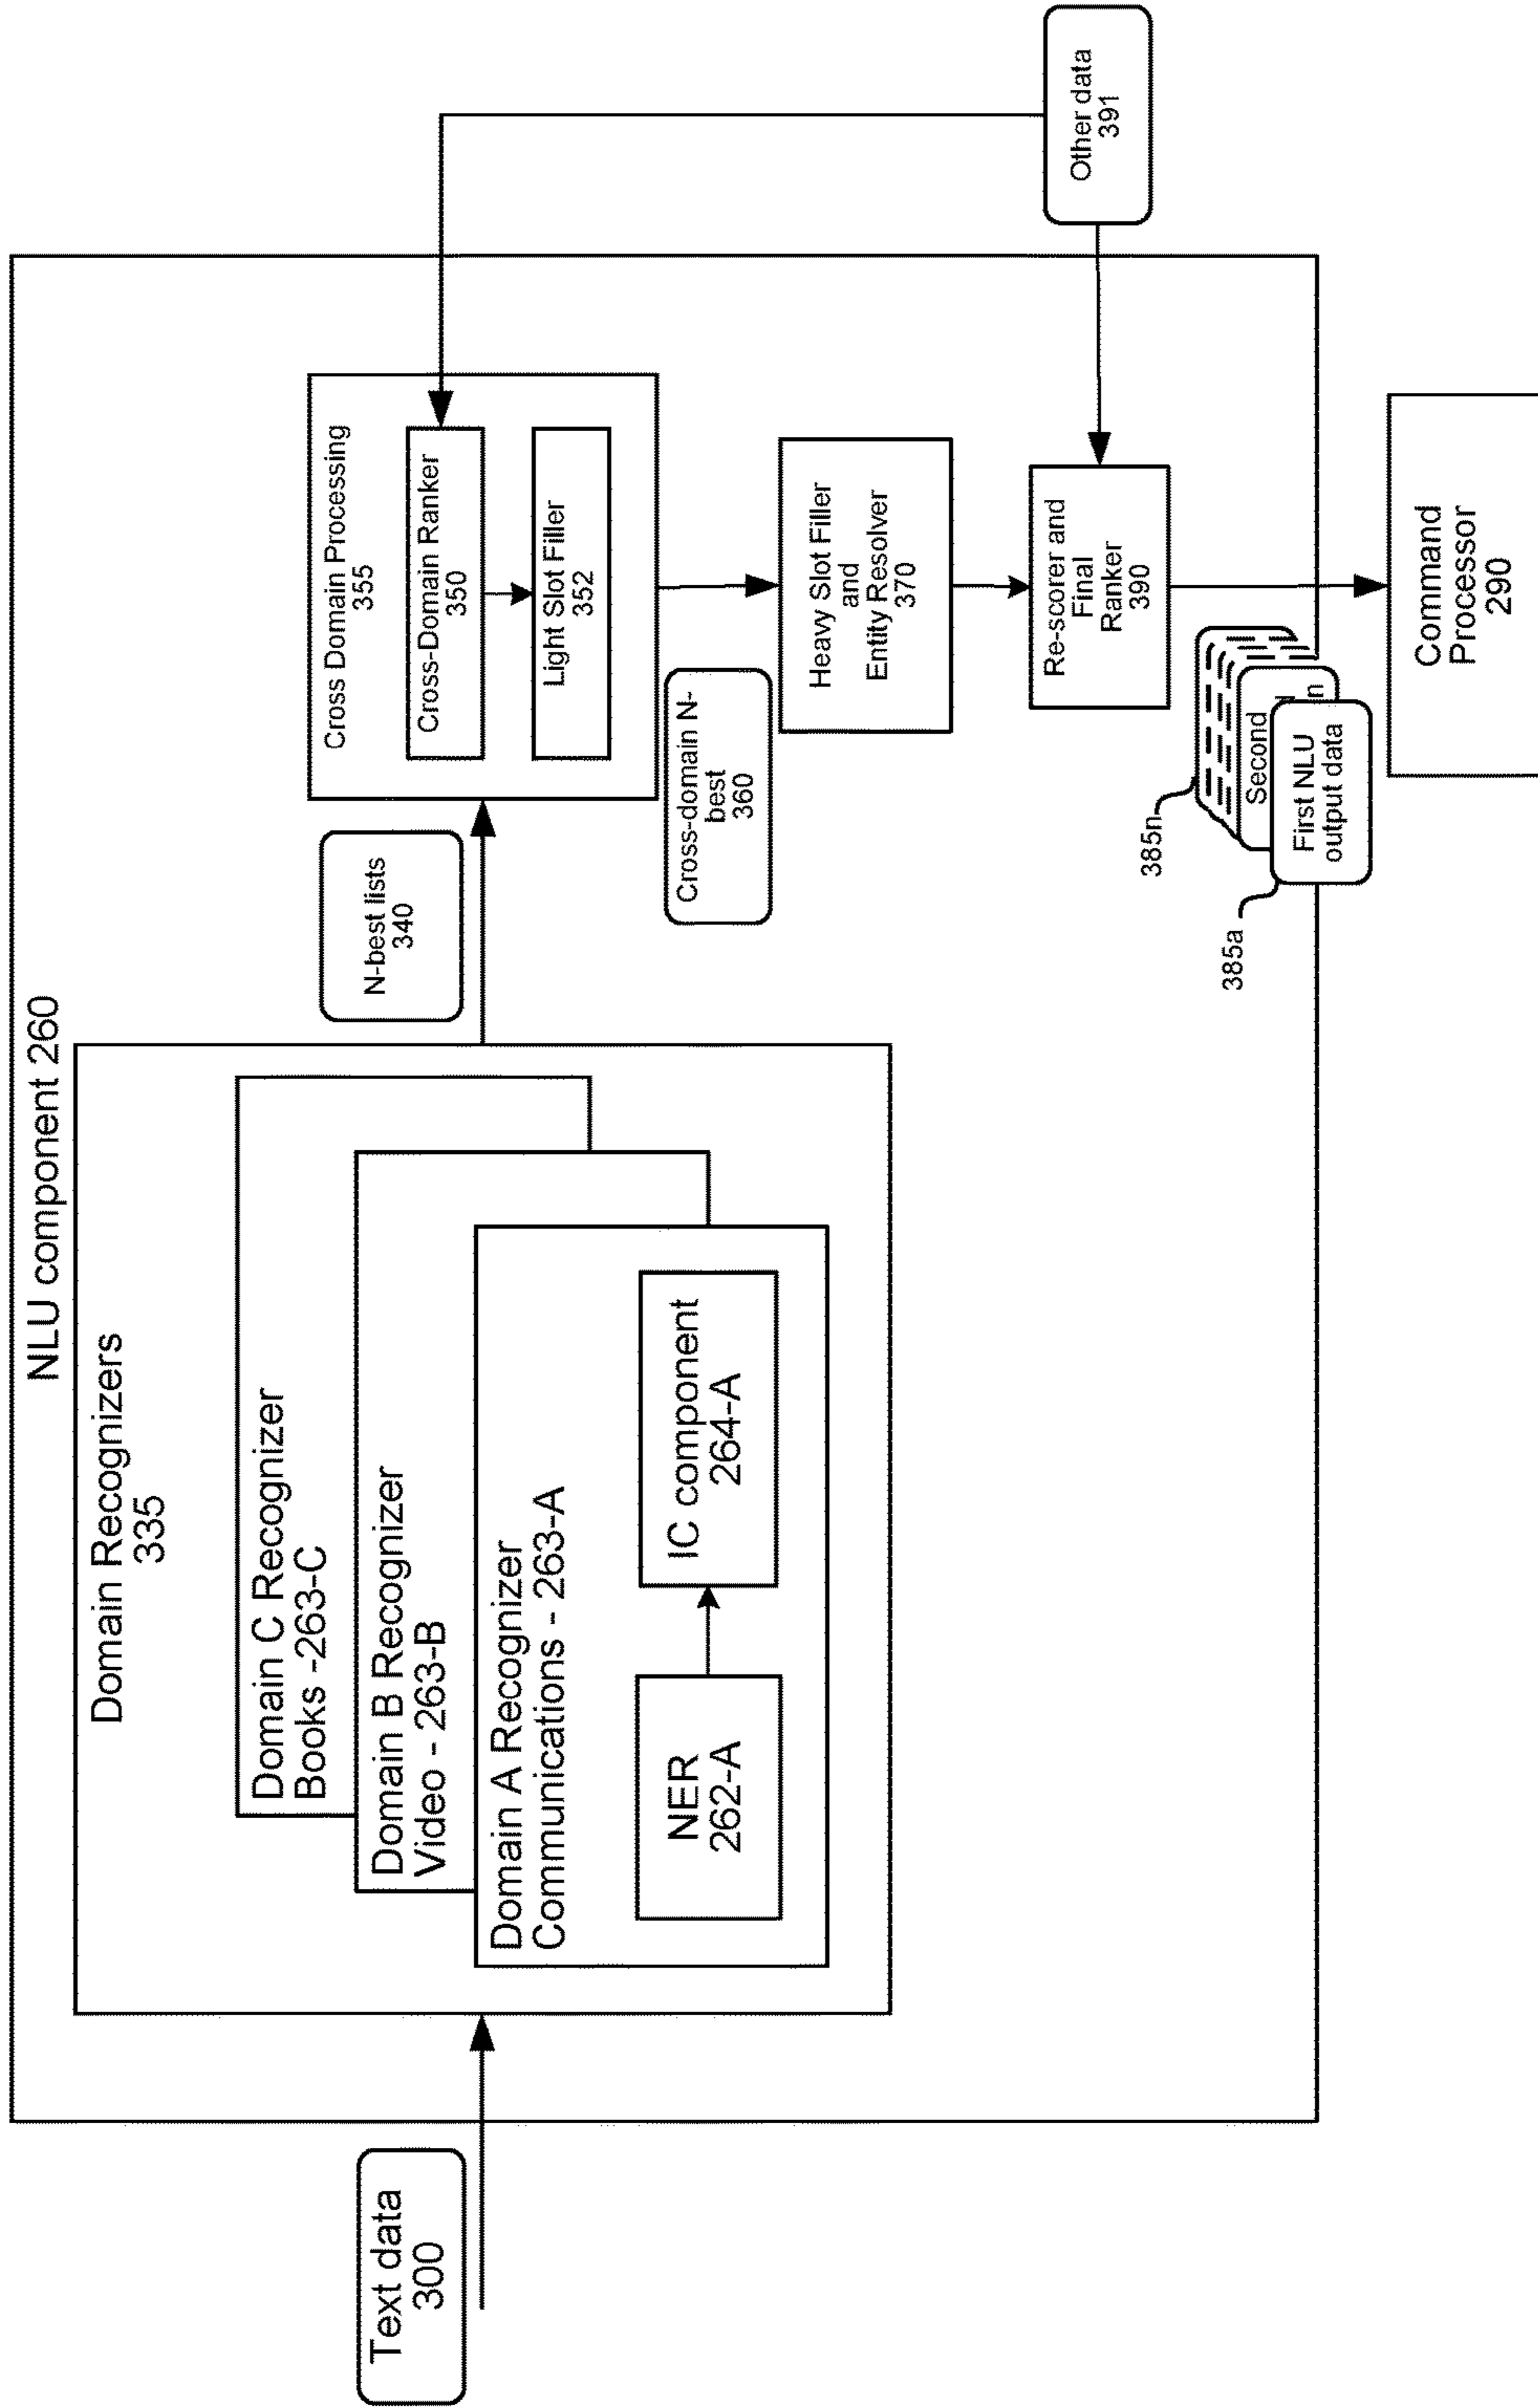 NLU component 260
Domain Recognizers
335
Domain C Recognizer
Books -263-C
Domain B Recognizer
Video - 263-B
Domain A Recognizer
Communications - 263-A
NER
262-A
IC component
264-A
Text data
300
N-best lists
340
Cross Domain Processing
355
Cross-Domain Ranker
350
Light Slot Filler
352
Cross-domain N-
best
360
Heavy Slot Filler
and
Entity Resolver
370
Re-scorer and
Final
Ranker
390
Other data
391
385n
385a
Second
First NLU
output data
Command
Processor
290